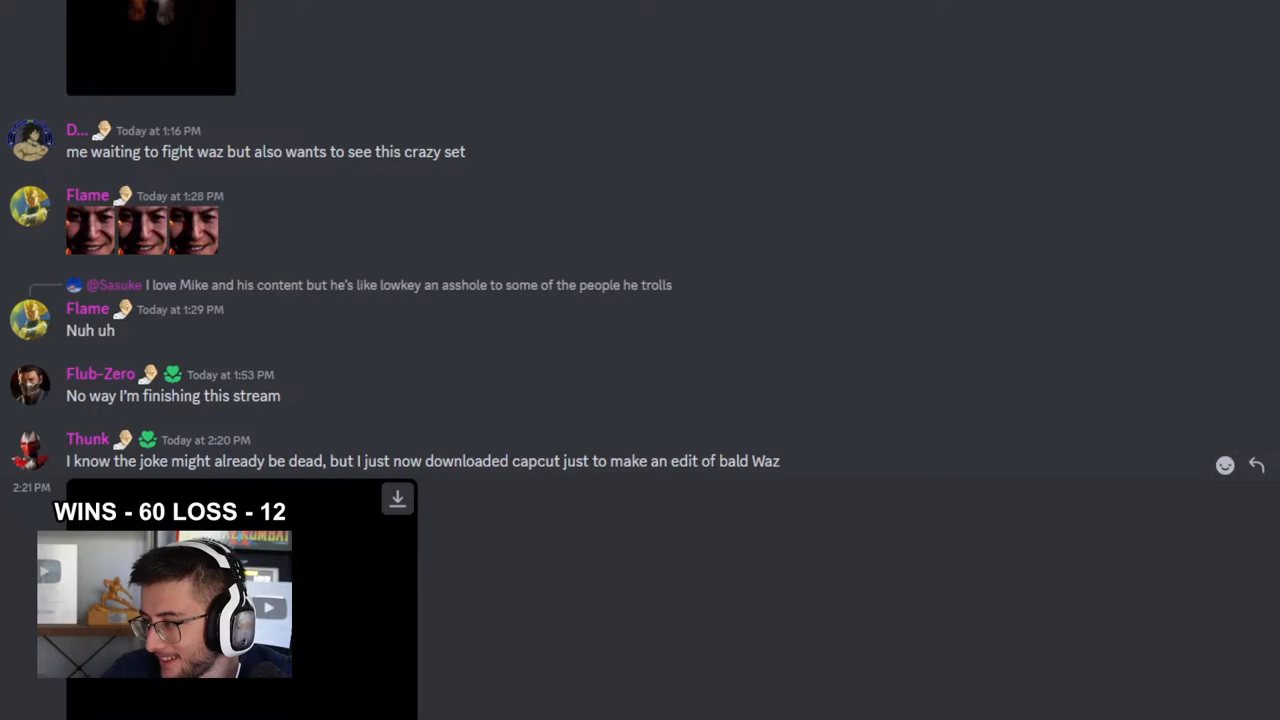 D... Today at 1:16 PM
me waiting to fight waz but also wants to see this crazy set
Flame Today at 1:28 PM
@Sasuke I love Mike and his content but he's like lowkey an asshole to some of the people he trolls
Flame Today at 1:29 PM
Nuh uh
Flub-Zero Today at 1:53 PM
No way I'm finishing this stream
Thunk Today at 2:20 PM
I know the joke might already be dead, but I just now downloaded capcut just to make an edit of bald Waz
2:21 PM
WINS - 60 LOSS - 12